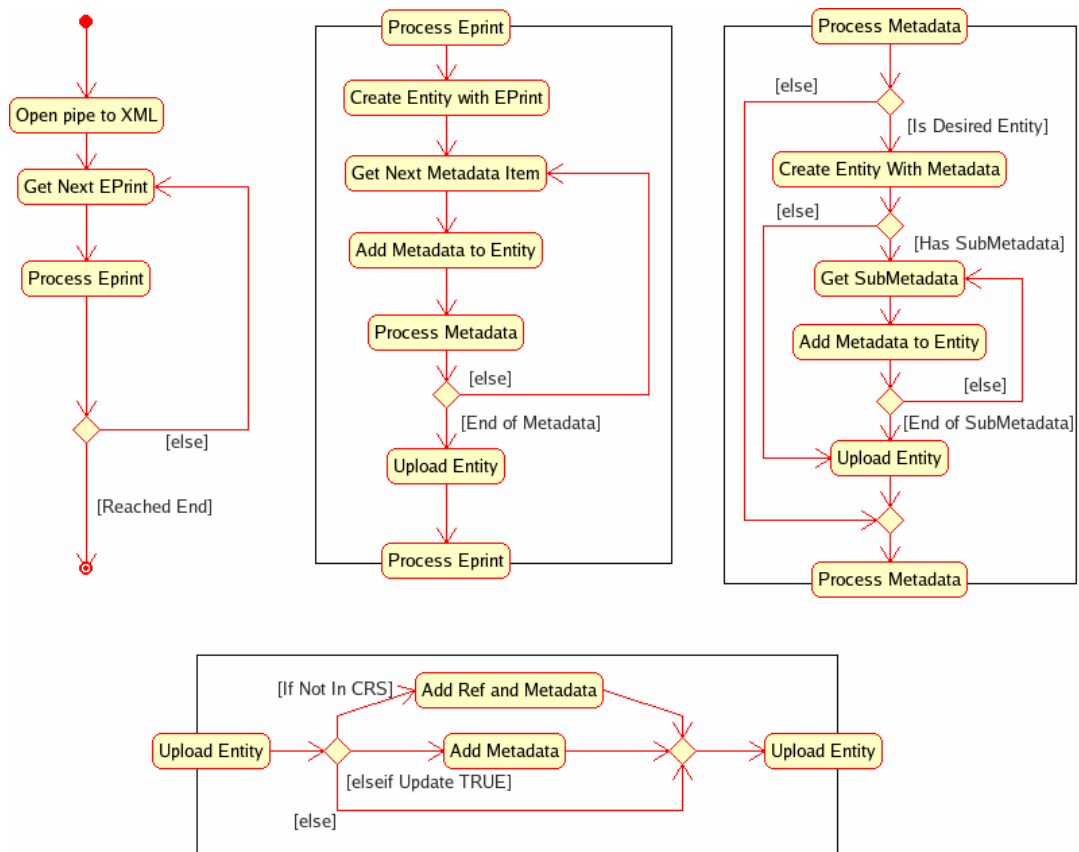 Open pipe to XML
Get Next EPrint
Process Eprint
[else]
[Reached End]
Process Eprint
Create Entity with EPrint
Get Next Metadata Item
Add Metadata to Entity
Process Metadata
[else]
[End of Metadata]
Upload Entity
Process Eprint
Process Metadata
[else]
[Is Desired Entity]
Create Entity With Metadata
[else]
[Has SubMetadata]
Get SubMetadata
Add Metadata to Entity
[else]
[End of SubMetadata]
Upload Entity
Process Metadata
[If Not In CRS]
Add Ref and Metadata
Upload Entity
Add Metadata
Upload Entity
[elseif Update TRUE]
[else]